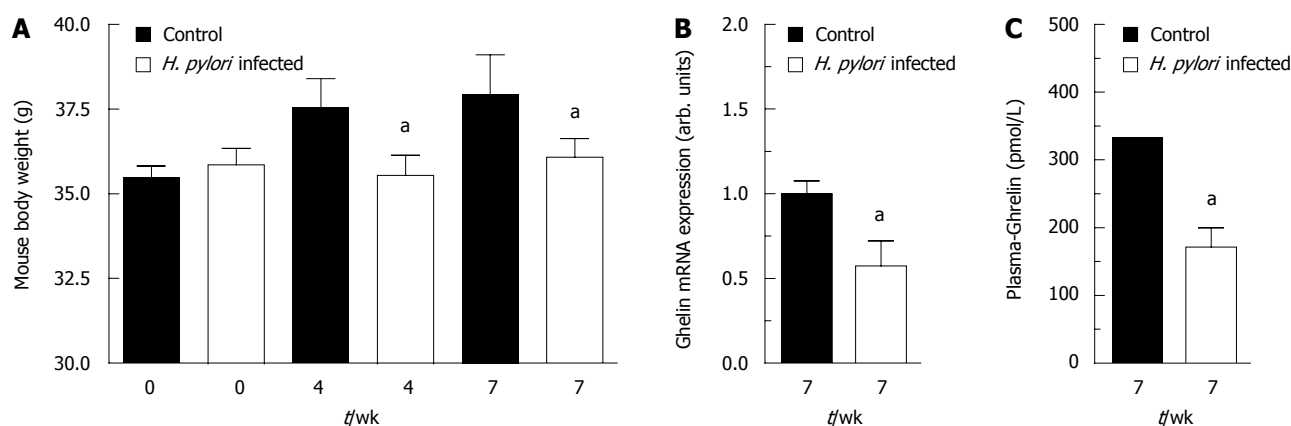 A
Control
H. pylori infected
Mouse body weight (g)
40.0
37.5
35.0
32.5
30.0
a
a
0 0 4 4 7 7
t/wk
B
Control
H. pylori infected
Ghelin mRNA expression (arb. units)
2.0
1.5
1.0
0.5
0.0
a
7 7
t/wk
C
Control
H. pylori infected
Plasma-Ghrelin (pmol/L)
500
400
300
200
100
0
a
7 7
t/wk